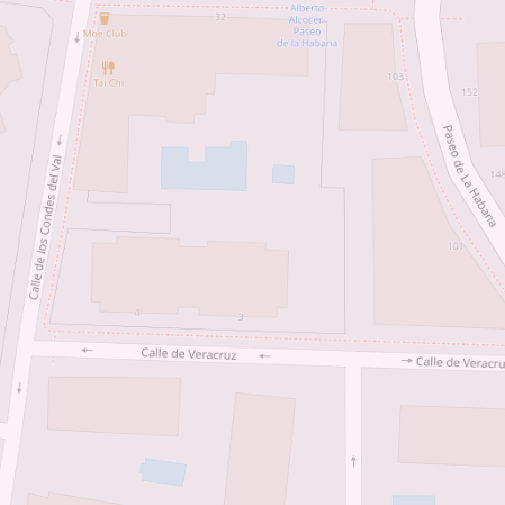 Alberto
Alcocer-
Paseo
de la Habana
32
Moe Club
Tai Chi
103
152
148
Paseo de La Habana
Calle de los Condes del Val
101
4
3
Calle de Veracruz
Calle de Veracruz